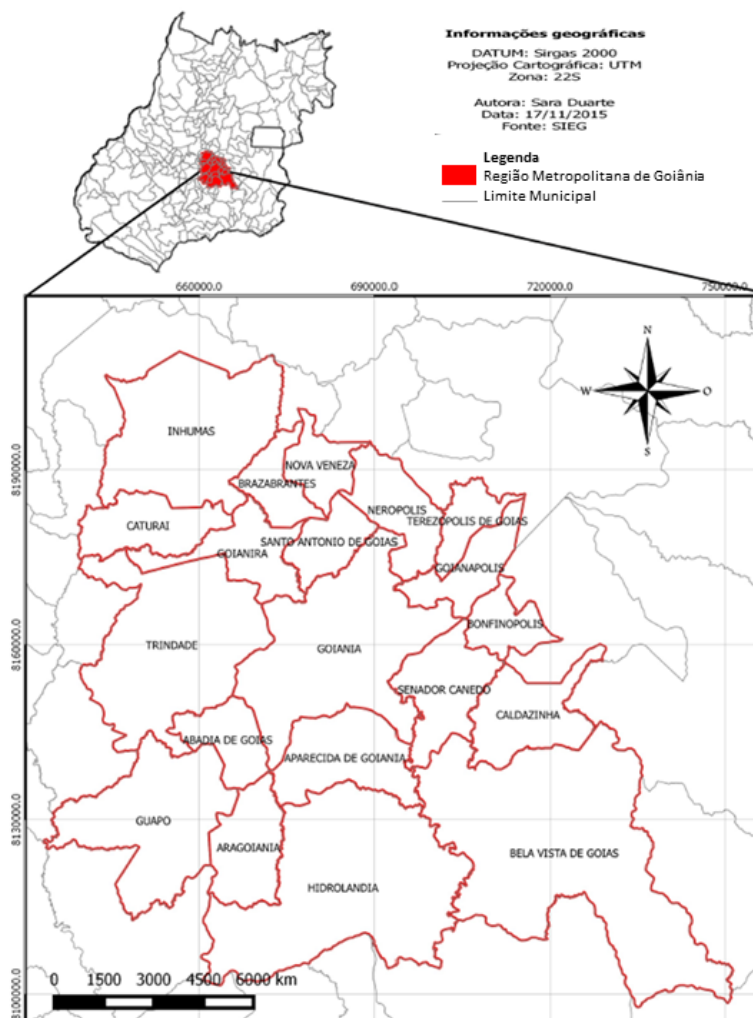 Informações geográficas
DATUM: Sirgas 2000
Projeção Cartográfica: UTM
Zona: 22S
Autora: Sara Duarte
Data: 17/11/2015
Fonte: SIEG
Legenda
Região Metropolitana de Goiânia
Limite Municipal
660000.0 690000.0 720000.0 750000.0
N
W O
S
8190000.0
8160000.0
8130000.0
8100000.0
INHUMAS
NOVA VENEZA
BRAZABRANTES
NEROPOLIS
TEREZÓPOLIS DE GOIAS
CATURAI
SANTO ANTONIO DE GOIAS
GOIANIRA
GOIANAPOLIS
BONFINOPOLIS
TRINDADE
GOIANIA
SENADOR CANEDO
CALDAZINHA
ABADIA DE GOIAS
APARECIDA DE GOIANIA
GUAPO
ARAGOIANIA
BELA VISTA DE GOIAS
HIDROLANDIA
0 1500 3000 4500 6000 km